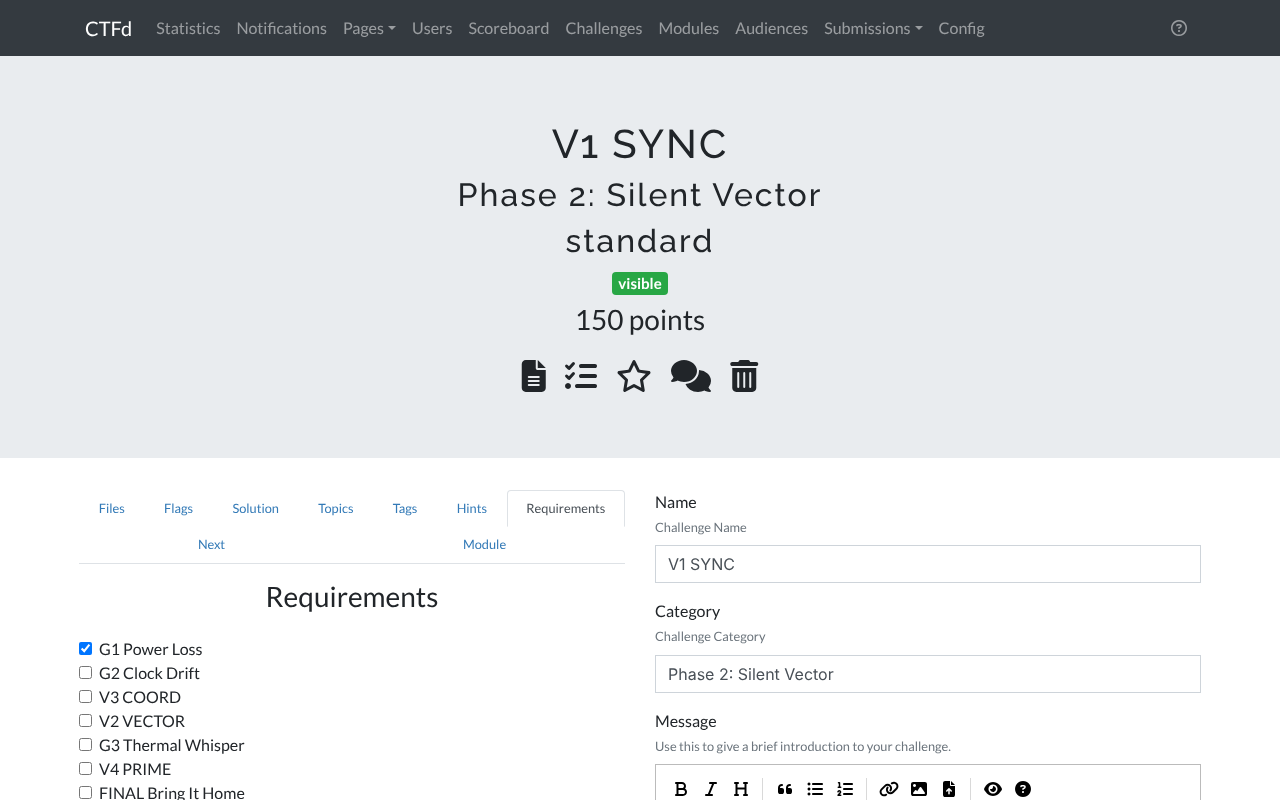 CTFd Statistics Notifications Pages Users Scoreboard Challenges Modules Audiences Submissions Config
V1 SYNC
Phase 2: Silent Vector
standard
visible
150 points
Files Flags Solution Topics Tags Hints Requirements
Next Module
Requirements
G1 Power Loss
G2 Clock Drift
V3 COORD
V2 VECTOR
G3 Thermal Whisper
V4 PRIME
FINAL Bring It Home
Name
Challenge Name
V1 SYNC
Category
Challenge Category
Phase 2: Silent Vector
Message
Use this to give a brief introduction to your challenge.
B I H